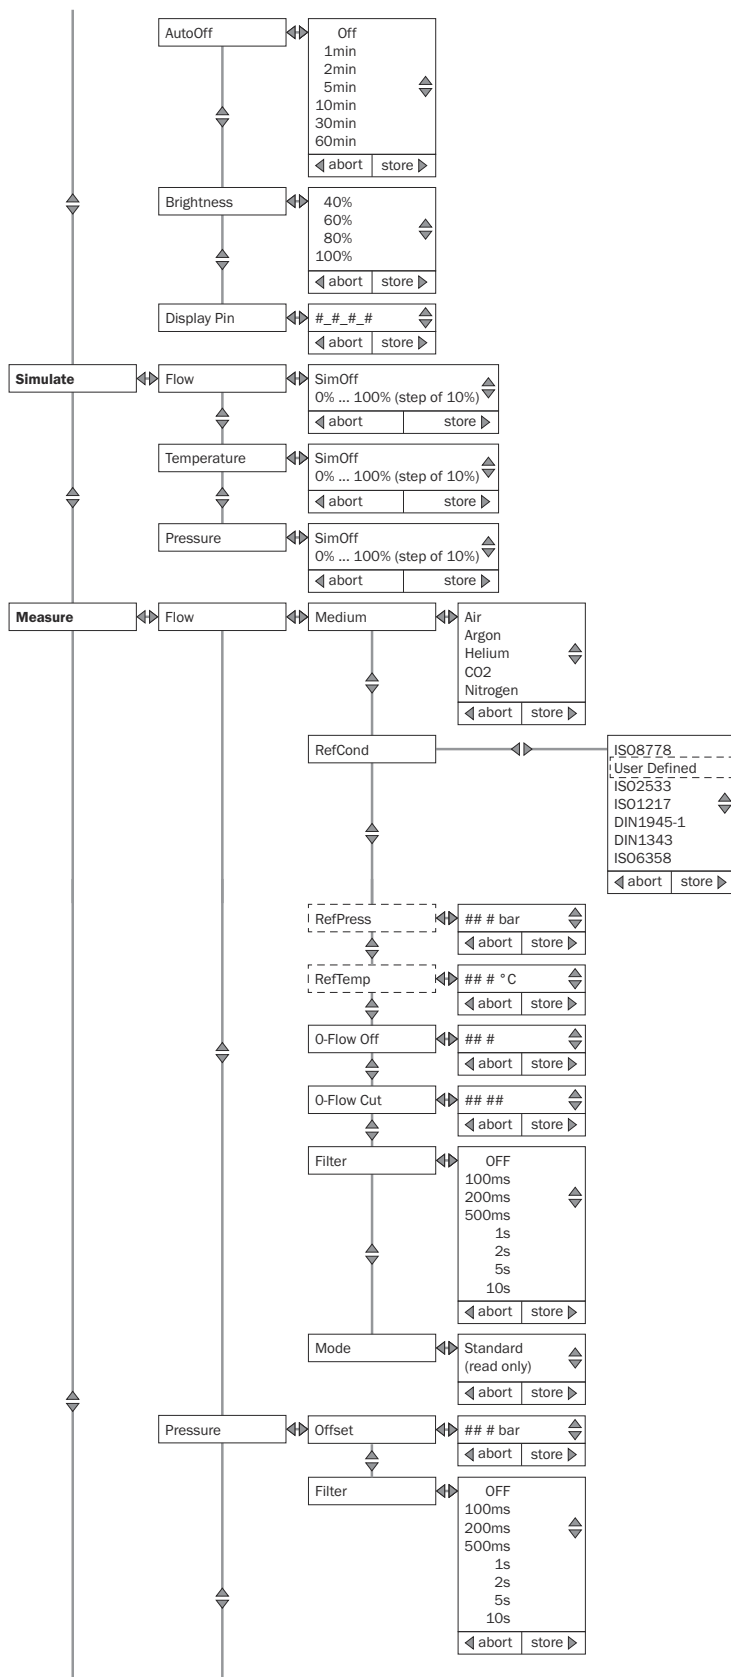 AutoOff
Off
1min
2min
5min
10min
30min
60min
abort store
Brightness
40%
60%
80%
100%
abort store
Display Pin
#_#_#_#
abort store
Simulate
Flow
SimOff
0% ... 100% (step of 10%)
abort store
Temperature
SimOff
0% ... 100% (step of 10%)
abort store
Pressure
SimOff
0% ... 100% (step of 10%)
abort store
Measure
Flow
Medium
Air
Argon
Helium
CO2
Nitrogen
abort store
RefCond
ISO8778
User Defined
ISO2533
ISO1217
DIN1945-1
DIN1343
ISO6358
abort store
RefPress
## # bar
abort store
RefTemp
## # °C
abort store
0-Flow Off
## #
abort store
0-Flow Cut
## ##
abort store
Filter
OFF
100ms
200ms
500ms
1s
2s
5s
10s
abort store
Mode
Standard
(read only)
abort store
Pressure
Offset
## # bar
abort store
Filter
OFF
100ms
200ms
500ms
1s
2s
5s
10s
abort store